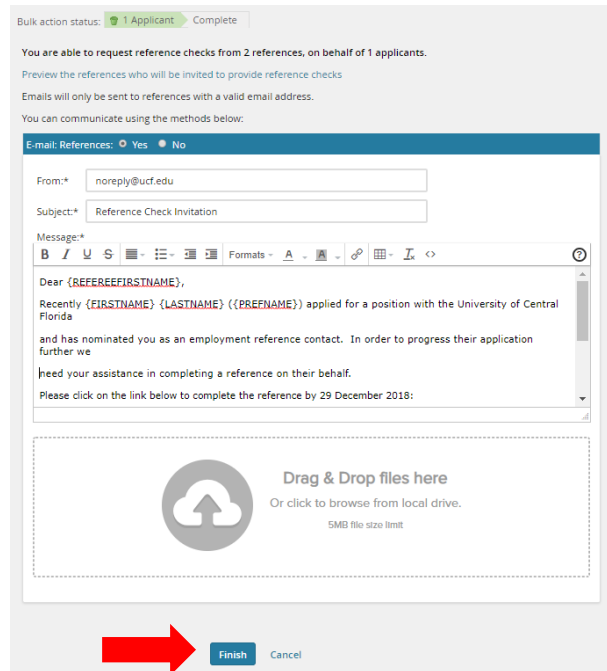 Bulk action status: 1 Applicant Complete
You are able to request reference checks from 2 references, on behalf of 1 applicants.
Preview the references who will be invited to provide reference checks
Emails will only be sent to references with a valid email address.
You can communicate using the methods below:
E-mail: References: Yes No
From:* noreply@ucf.edu
Subject:* Reference Check Invitation
Message:*
B I U S Formats A A Ix <> ?
Dear {REFEREEFIRSTNAME},
Recently {FIRSTNAME} {LASTNAME} ({PREFNAME}) applied for a position with the University of Central
Florida
and has nominated you as an employment reference contact. In order to progress their application
further we
need your assistance in completing a reference on their behalf.
Please click on the link below to complete the reference by 29 December 2018:
Drag & Drop files here
Or click to browse from local drive.
5MB file size limit
Finish Cancel